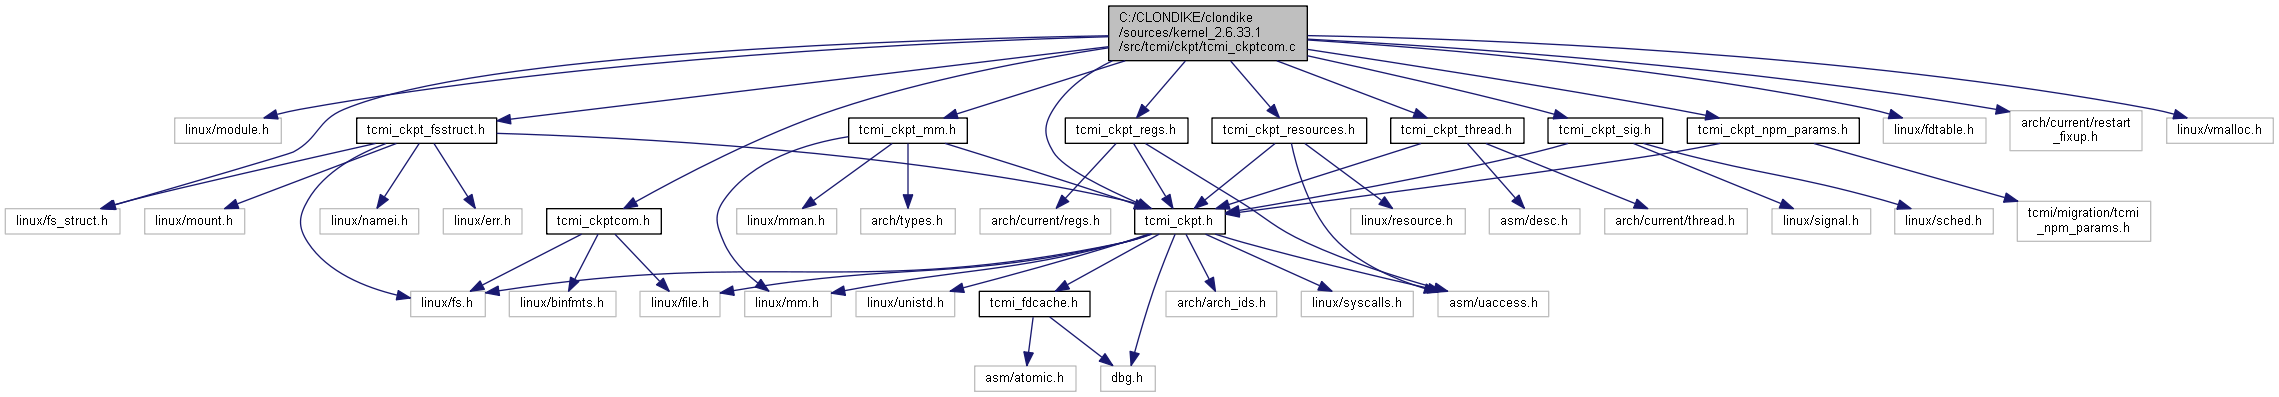 C:/CLONDIKE/clondike
/sources/kernel_2.6.33.1
/src/tcmi/ckpt/tcmi_ckptcom.c
linux/module.h
tcmi_ckpt_fsstruct.h
tcmi_ckpt_mm.h
tcmi_ckpt_regs.h
tcmi_ckpt_resources.h
tcmi_ckpt_thread.h
tcmi_ckpt_sig.h
tcmi_ckpt_npm_params.h
linux/fdtable.h
arch/current/restart
_fixup.h
linux/vmalloc.h
linux/fs_struct.h
linux/mount.h
linux/namei.h
linux/err.h
tcmi_ckptcom.h
linux/mman.h
arch/types.h
arch/current/regs.h
tcmi_ckpt.h
linux/resource.h
asm/desc.h
arch/current/thread.h
linux/signal.h
linux/sched.h
tcmi/migration/tcmi
_npm_params.h
linux/fs.h
linux/binfmts.h
linux/file.h
linux/mm.h
linux/unistd.h
tcmi_fdcache.h
arch/arch_ids.h
linux/syscalls.h
asm/uaccess.h
asm/atomic.h
dbg.h